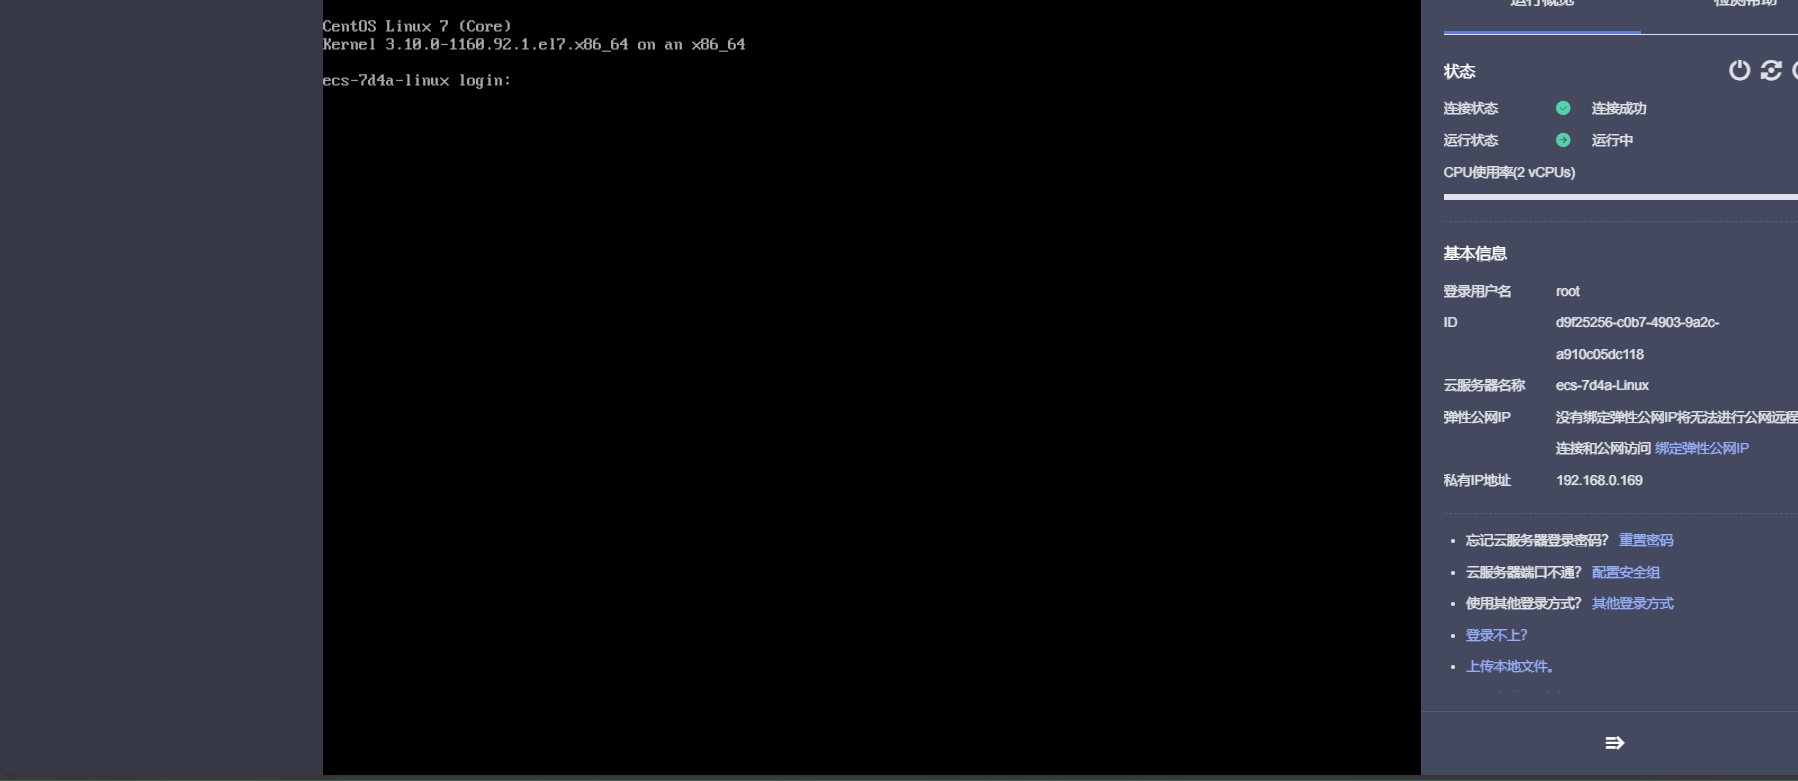 CentOS Linux 7 (Core)
Kernel 3.10.0-1160.92.1.el7.x86_64 on an x86_64
ecs-7d4a-linux login:
运行概览 检测帮助
状态
连接状态 连接成功
运行状态 运行中
CPU使用率(2 vCPUs)
基本信息
登录用户名 root
ID d9f25256-c0b7-4903-9a2c-
a910c05dc118
云服务器名称 ecs-7d4a-Linux
弹性公网IP 没有绑定弹性公网IP将无法进行公网远程
连接和公网访问 绑定弹性公网IP
私有IP地址 192.168.0.169
忘记云服务器登录密码? 重置密码
云服务器端口不通? 配置安全组
使用其他登录方式? 其他登录方式
登录不上?
上传本地文件。